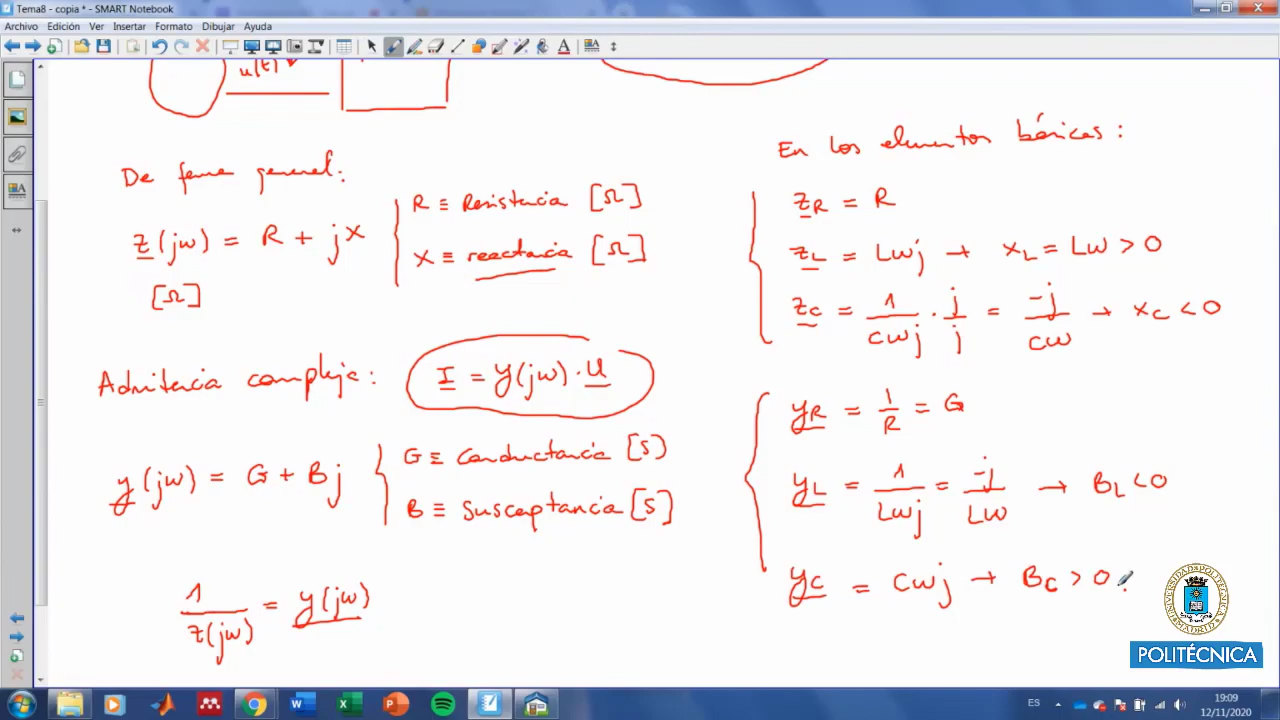 Tema8 - copia * - SMART Notebook
Archivo Edición Ver Insertar Formato Dibujar Ayuda
u(t)
De forma general:
z(jw) = R + jX
[Ω]
R ≡ Resistencia [Ω]
X ≡ reactancia [Ω]
Admitancia compleja: I = Y(jw) · U
y(jw) = G + Bj
G ≡ Conductancia [S]
B ≡ Susceptancia [S]
1/z(jw) = y(jw)
En los elementos básicos:
zR = R
zL = Lwj → XL = Lw > 0
zC = 1/Cwj · j/j = -j/Cw → XC < 0
yR = 1/R = G
yL = 1/Lwj = -j/Lw → BL < 0
yC = Cwj → BC > 0
POLITÉCNICA
ES
19:09
12/11/2020